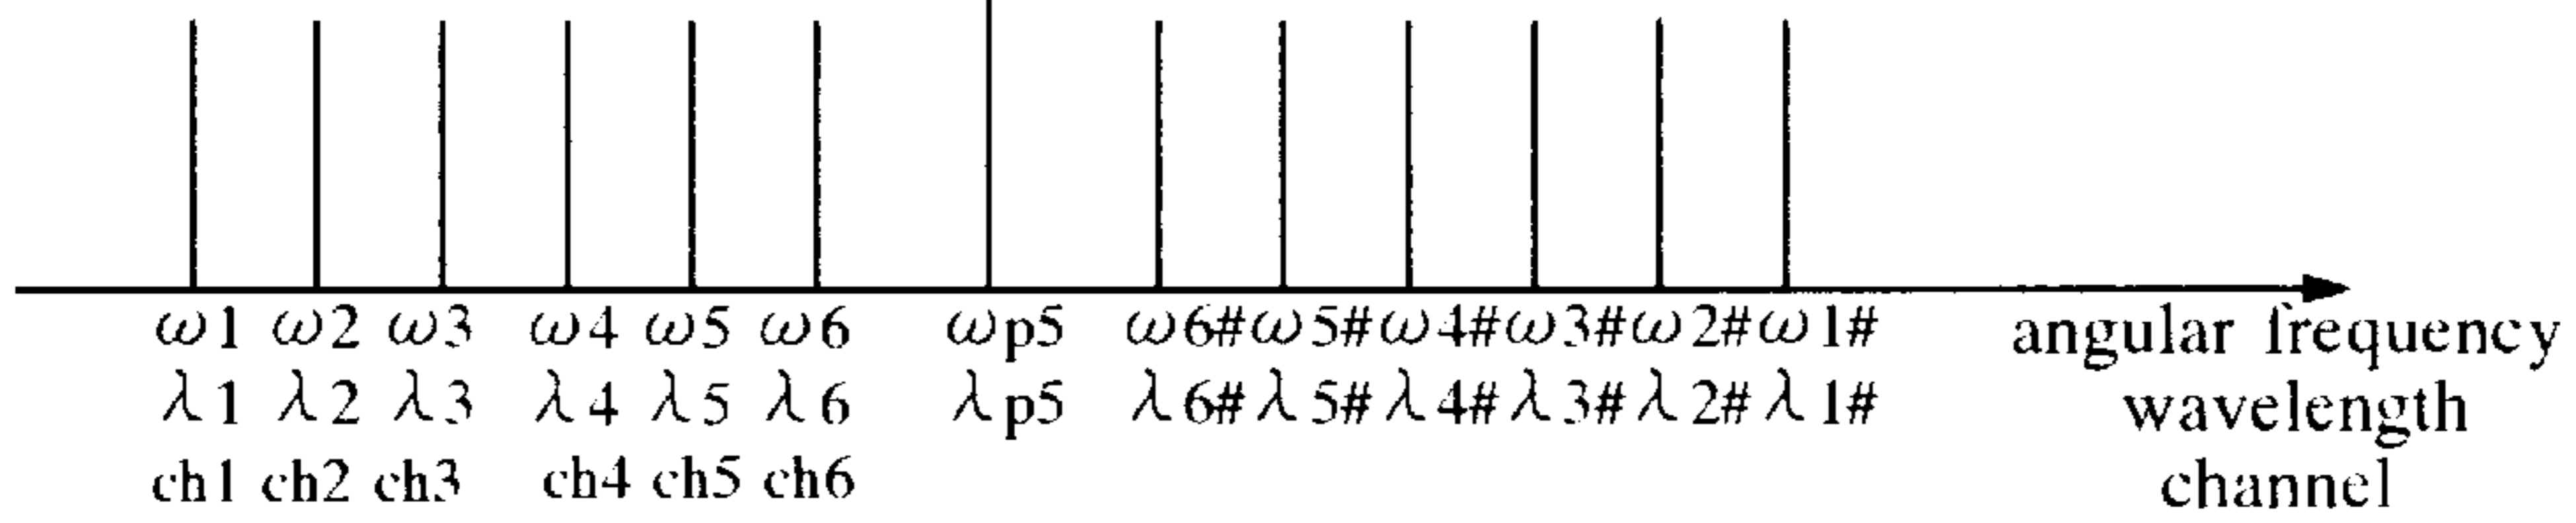 ω1 ω2 ω3 ω4 ω5 ω6 ωp5 ω6# ω5# ω4# ω3# ω2# ω1# angular frequency
λ1 λ2 λ3 λ4 λ5 λ6 λp5 λ6# λ5# λ4# λ3# λ2# λ1# wavelength
ch1 ch2 ch3 ch4 ch5 ch6 channel